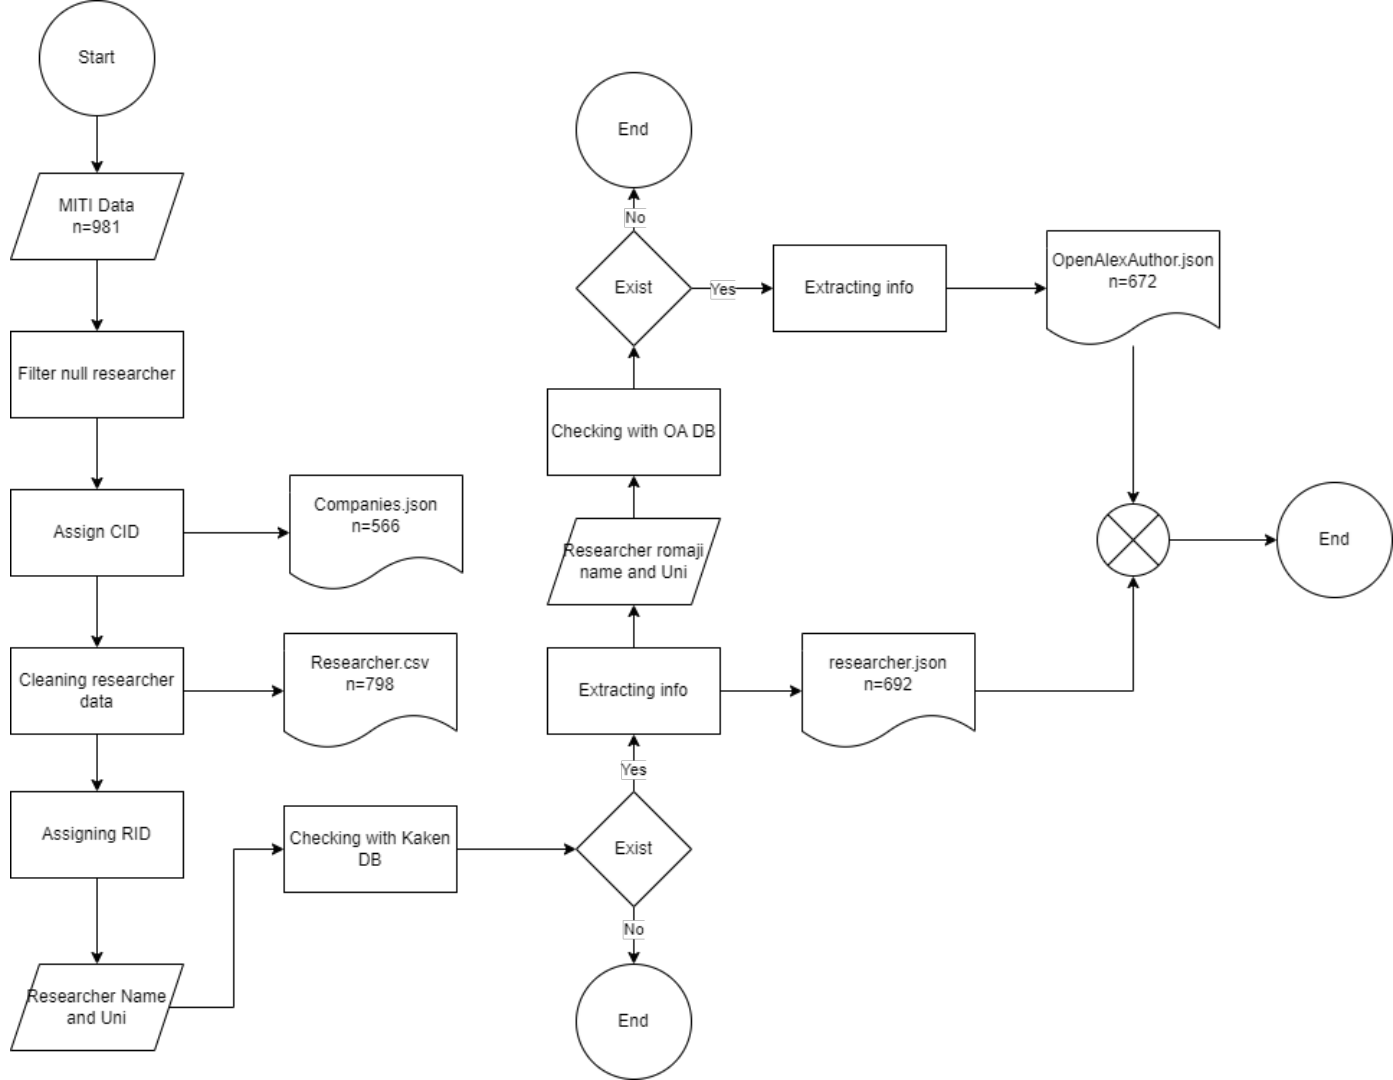 Start
MITI Data
n=981
Filter null researcher
Assign CID
Companies.json
n=566
Cleaning researcher
data
Researcher.csv
n=798
Assigning RID
Researcher Name
and Uni
Checking with Kaken
DB
Exist
No
End
Yes
Extracting info
researcher.json
n=692
Researcher romaji
name and Uni
Checking with OA DB
Exist
No
End
Yes
Extracting info
OpenAlexAuthor.json
n=672
End